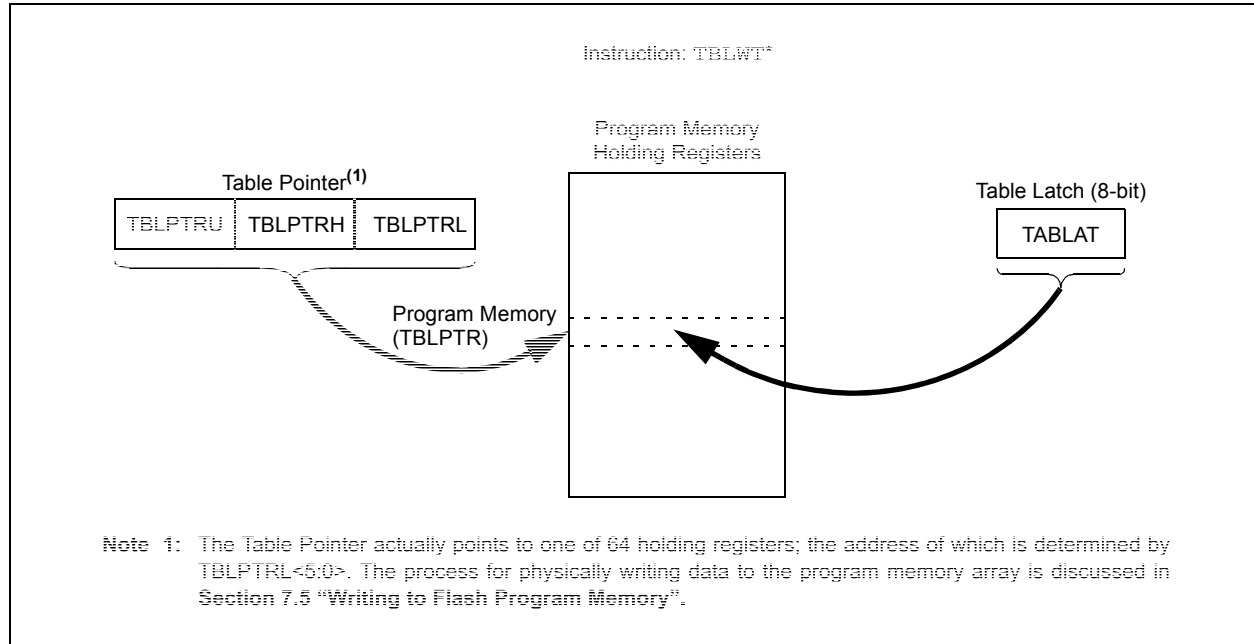 Instruction: TBLWT*
Program Memory
Holding Registers
Table Pointer(1)
Table Latch (8-bit)
TBLPTRU TBLPTRH TBLPTRL
TABLAT
Program Memory
(TBLPTR)
Note 1: The Table Pointer actually points to one of 64 holding registers; the address of which is determined by
TBLPTRL<5:0>. The process for physically writing data to the program memory array is discussed in
Section 7.5 “Writing to Flash Program Memory”.